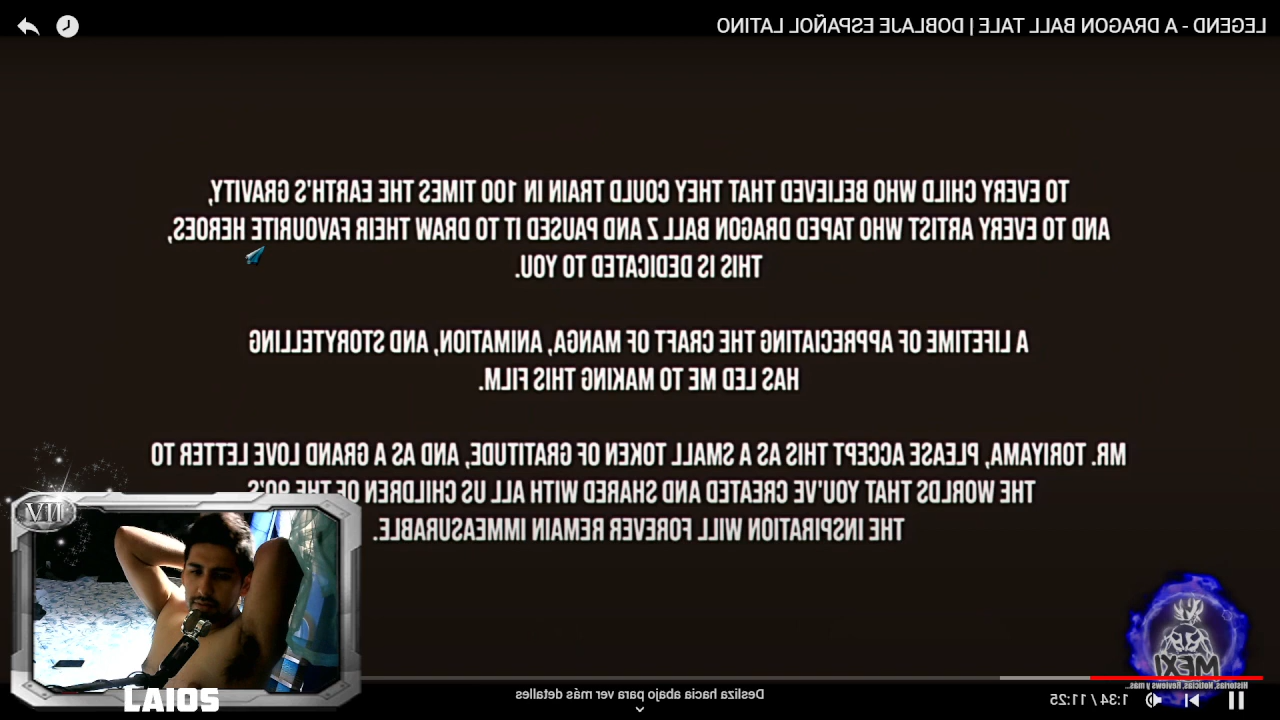 LEGEND - A DRAGON BALL TALE | DOBLAJE ESPAÑOL LATINO
TO EVERY CHILD WHO BELIEVED THAT THEY COULD TRAIN IN 100 TIMES THE EARTH'S GRAVITY,
AND TO EVERY ARTIST WHO TAPED DRAGON BALL Z AND PAUSED IT TO DRAW THEIR FAVOURITE HEROES,
THIS IS DEDICATED TO YOU.
A LIFETIME OF APPRECIATING THE CRAFT OF MANGA, ANIMATION, AND STORYTELLING
HAS LED ME TO MAKING THIS FILM.
MR. TORIYAMA, PLEASE ACCEPT THIS AS A SMALL TOKEN OF GRATITUDE, AND AS A GRAND LOVE LETTER TO
THE WORLDS THAT YOU'VE CREATED AND SHARED WITH ALL US CHILDREN OF THE 90'S
THE INSPIRATION WILL FOREVER REMAIN IMMEASURABLE.
VII
LAIOS
MEXI
Historias, Noticias, Reviews y mas...
Desliza hacia abajo para ver más detalles
1:34 / 11:25